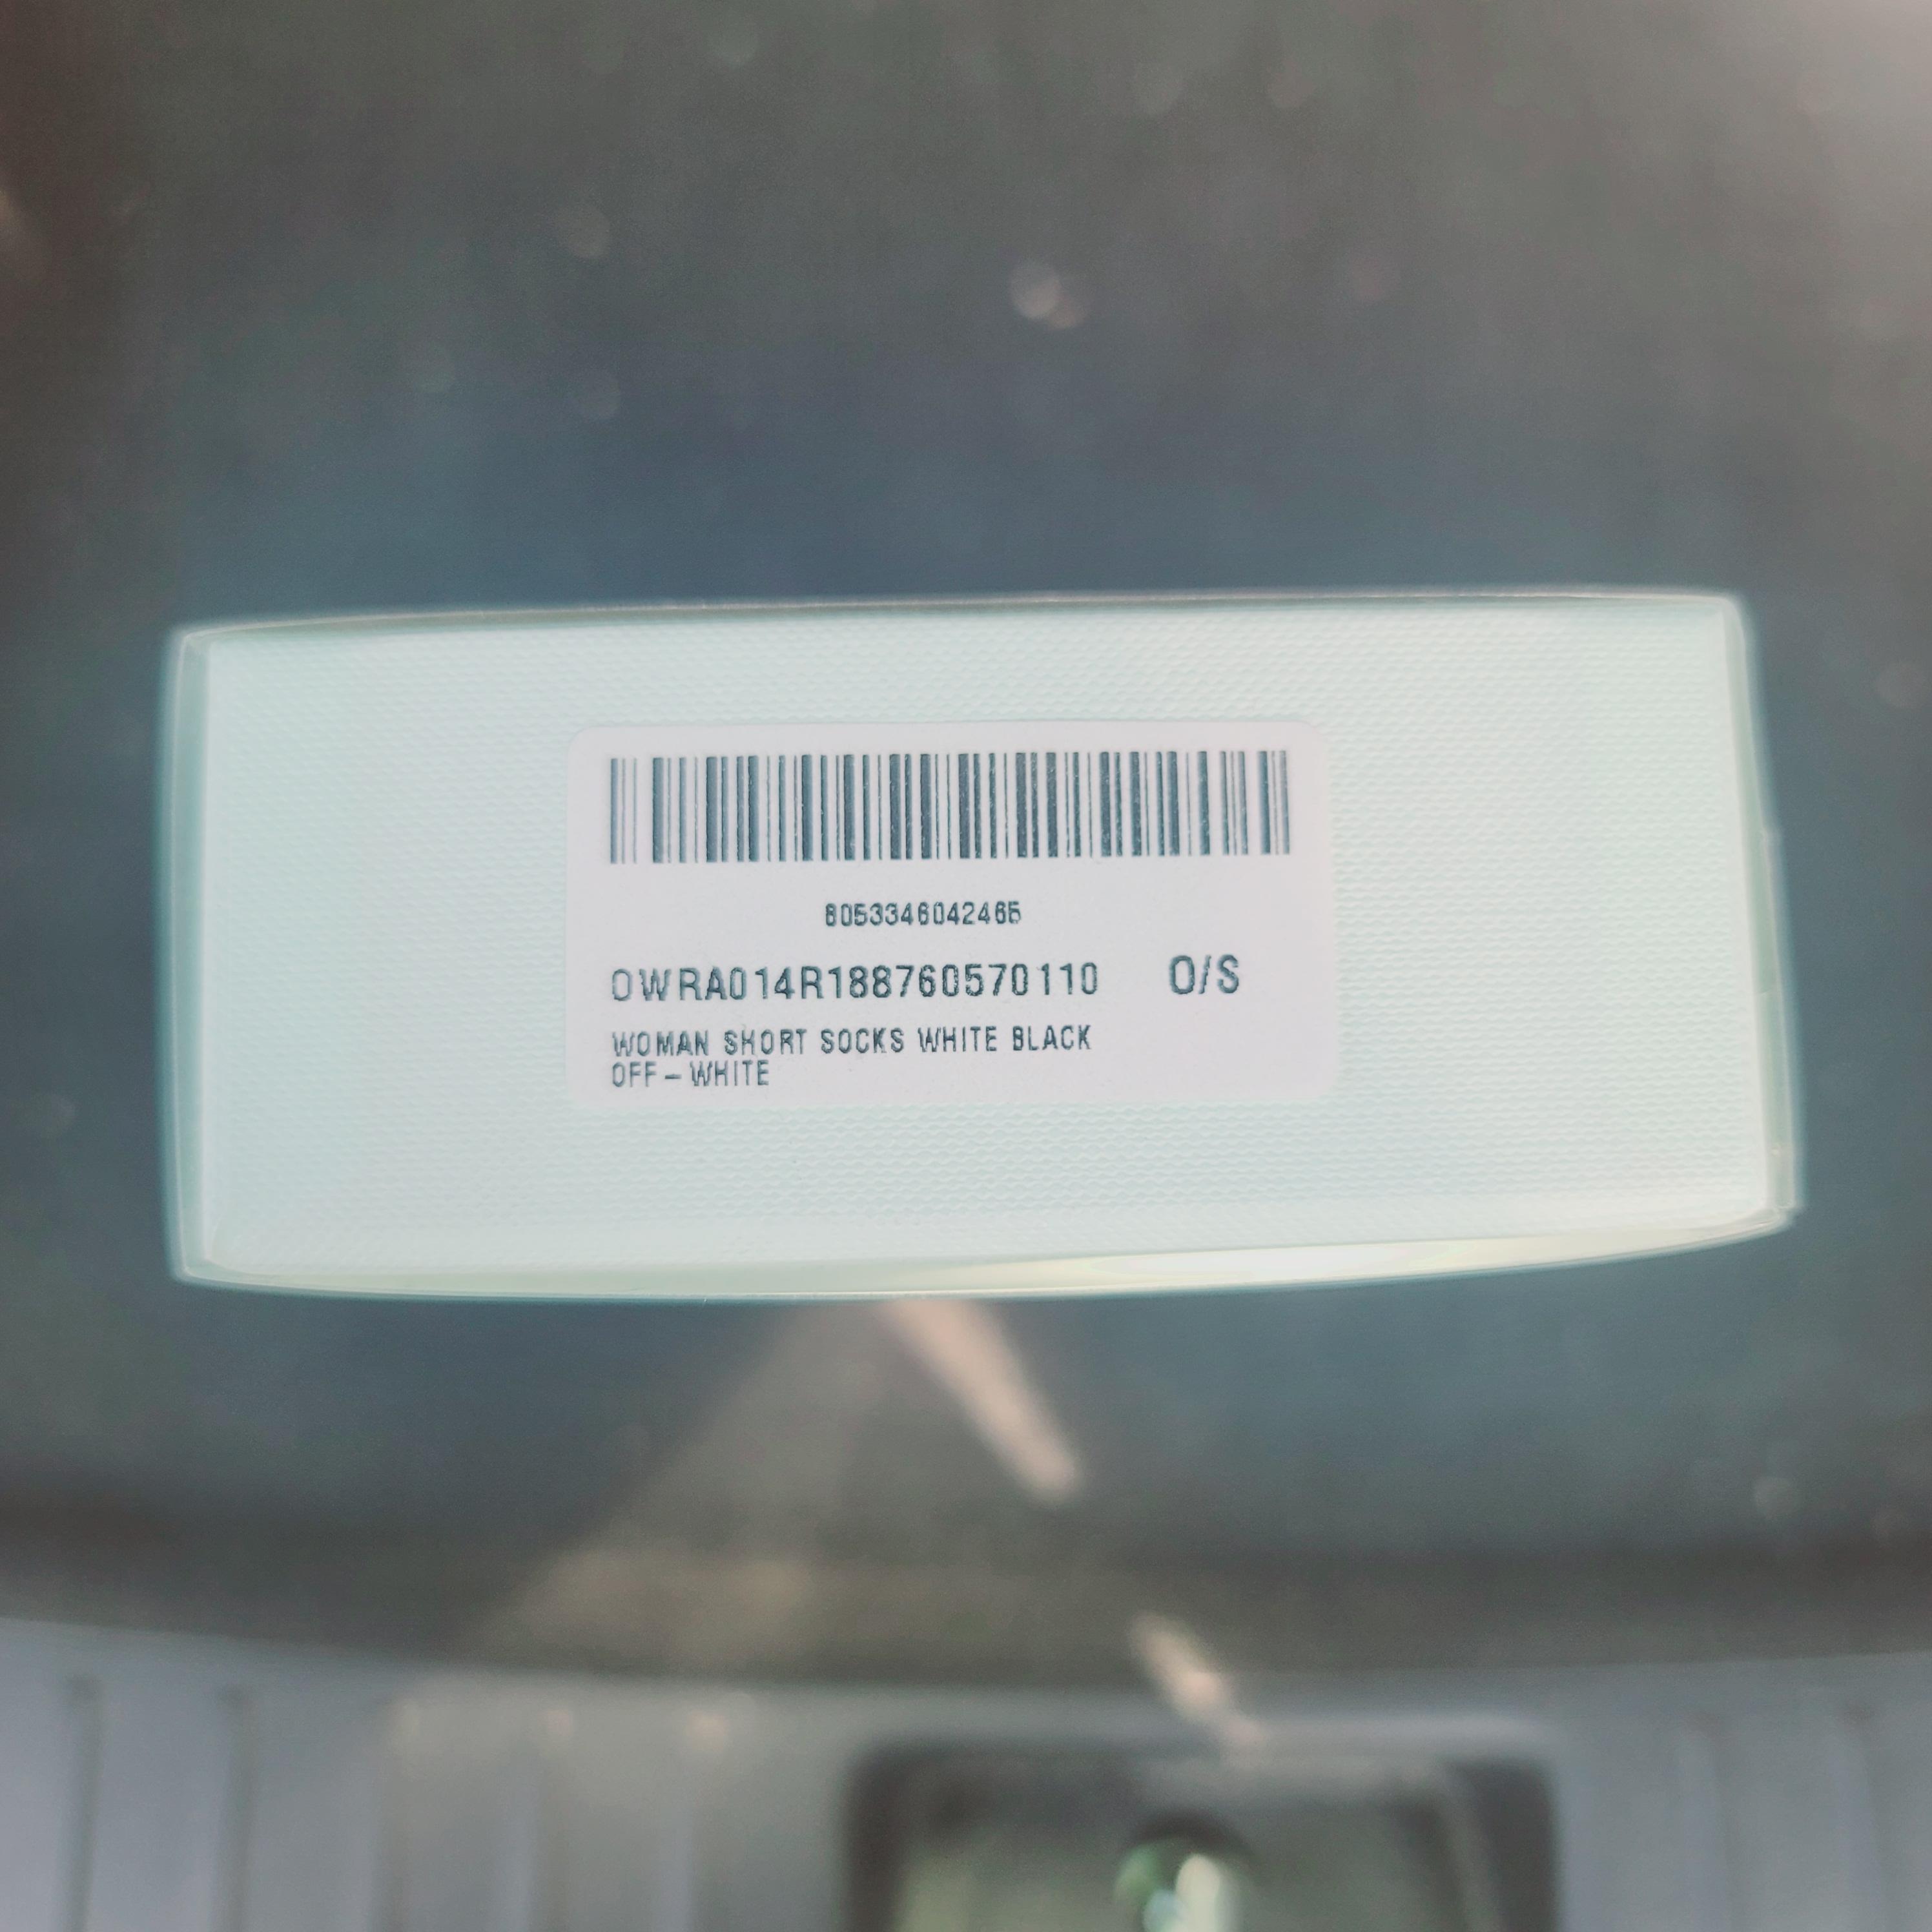 8053346042465
OWRA014R188760570110 O/S
WOMAN SHORT SOCKS WHITE BLACK
OFF-WHITE